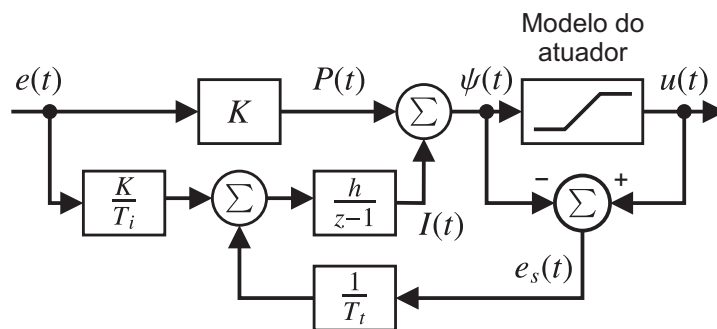 Modelo do
atuador
e(t)
P(t)
ψ(t)
u(t)
K
Σ
− +
K/T_i
Σ
h/(z−1)
I(t)
Σ
e_s(t)
1/T_t